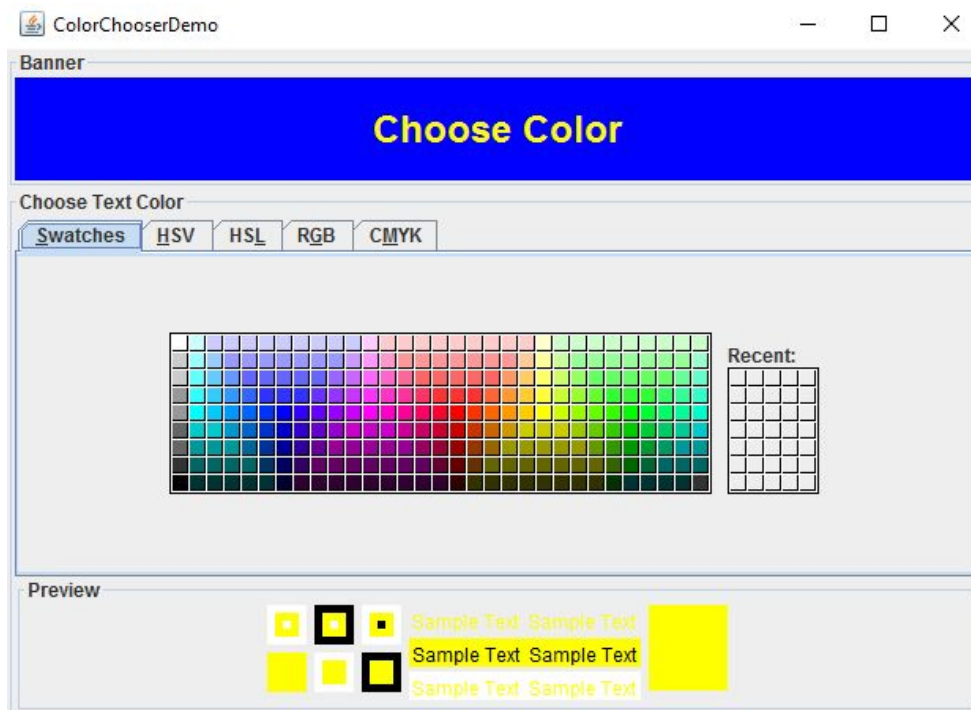 ColorChooserDemo
Banner
Choose Color
Choose Text Color
Swatches HSV HSL RGB CMYK
Recent:
Preview
Sample Text Sample Text
Sample Text Sample Text
Sample Text Sample Text